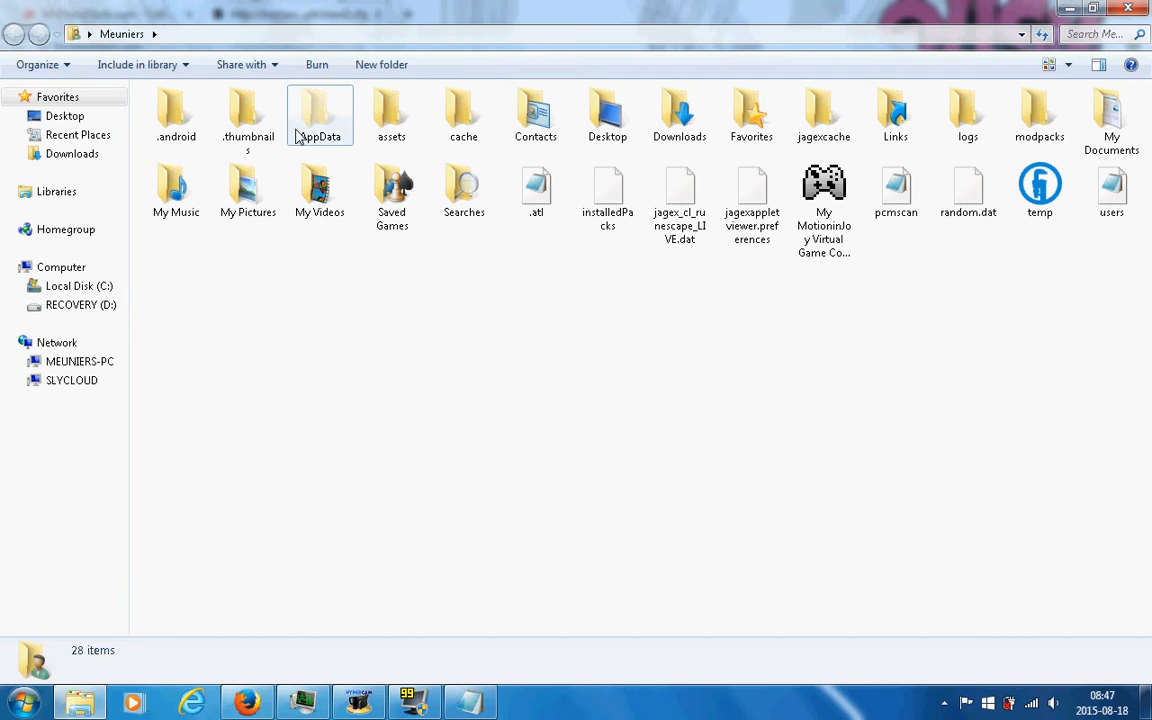 Meuniers
Search Me...
Organize
Include in library
Share with
Burn
New folder
Favorites
Desktop
Recent Places
Downloads
Libraries
Homegroup
Computer
Local Disk (C:)
RECOVERY (D:)
Network
MEUNIERS-PC
SLYCLOUD
.android
.thumbnail
s
AppData
assets
cache
Contacts
Desktop
Downloads
Favorites
jagexcache
Links
logs
modpacks
My
Documents
My Music
My Pictures
My Videos
Saved
Games
Searches
.atl
installedPa
cks
jagex_cl_ru
nescape_LI
VE.dat
jagexapplet
viewer.pref
erences
My
MotioninJo
y Virtual
Game Co...
pcmscan
random.dat
temp
users
28 items
HYPERCAM
99
08:47
2015-08-18